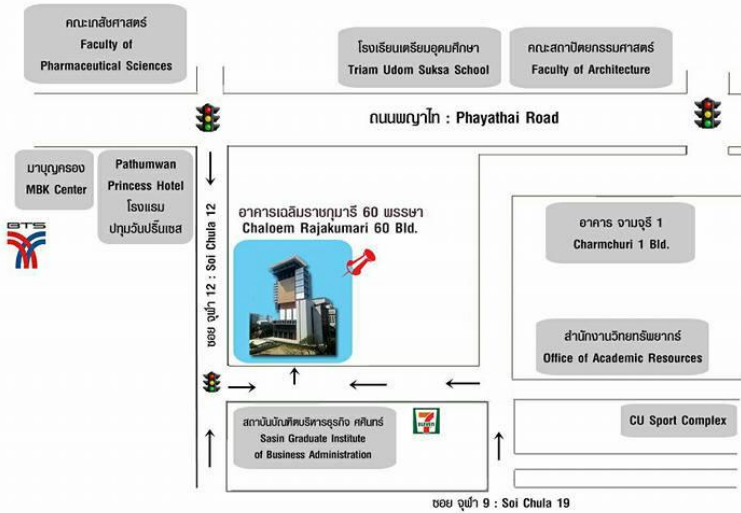 คณะเภสัชศาสตร์
Faculty of
Pharmaceutical Sciences
โรงเรียนเตรียมอุดมศึกษา
Triam Udom Suksa School
คณะสถาปัตยกรรมศาสตร์
Faculty of Architecture
ถนนพญาไท : Phayathai Road
มาบุญครอง
MBK Center
Pathumwan
Princess Hotel
โรงแรม
ปทุมวันปริ๊นเซส
BTS
ซอย จุฬา 12 : Soi Chula 12
อาคารเฉลิมราชกุมารี 60 พรรษา
Chaloem Rajakumari 60 Bld.
อาคาร จามจุรี 1
Charmchuri 1 Bld.
สำนักงานวิทยทรัพยากร์
Office of Academic Resources
สถาบันบัณฑิตบริหารธุรกิจ ศศินทร์
Sasin Graduate Institute
of Business Administration
7
ELEVEN
CU Sport Complex
ซอย จุฬา 9 : Soi Chula 19